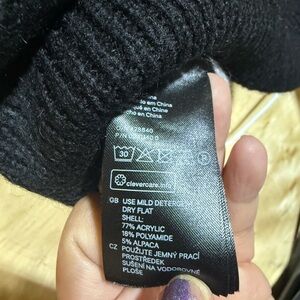 do em China
en China
30
clevercare.info
GB USE MILD DETERGENT
DRY FLAT
SHELL:
77% ACRYLIC
18% POLYAMIDE
5% ALPACA
CZ POUŽIJTE JEMNÝ PRACÍ
PROSTŘEDEK
SUŠENÍ NA VODOROVNÉ
PLOŠE